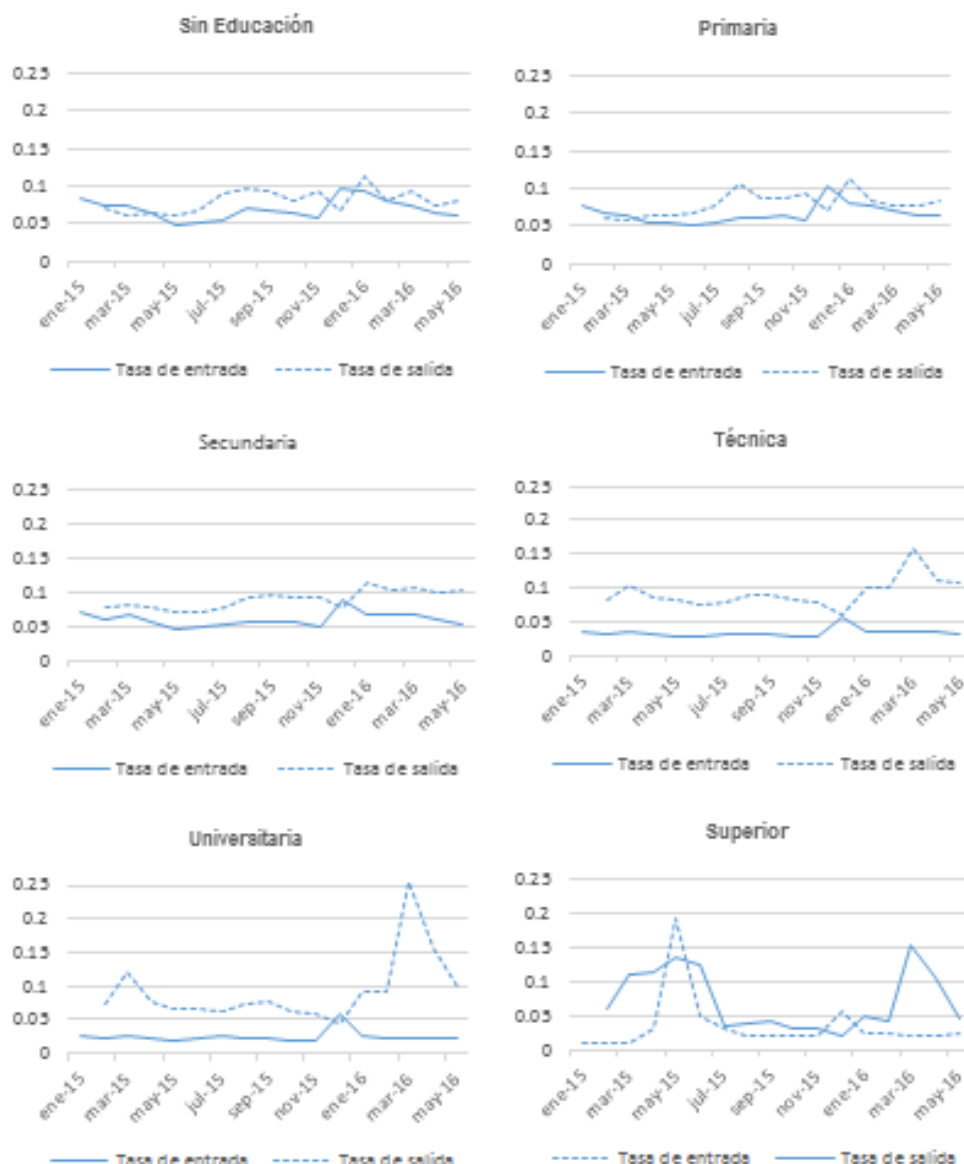 Sin Educación
0.25
0.2
0.15
0.1
0.05
0
ene-15 mar-15 may-15 jul-15 sep-15 nov-15 ene-16 mar-16 may-16
Tasa de entrada Tasa de salida
Primaria
0.25
0.2
0.15
0.1
0.05
0
ene-15 mar-15 may-15 jul-15 sep-15 nov-15 ene-16 mar-16 may-16
Tasa de entrada Tasa de salida
Secundaria
0.25
0.2
0.15
0.1
0.05
0
ene-15 mar-15 may-15 jul-15 sep-15 nov-15 ene-16 mar-16 may-16
Tasa de entrada Tasa de salida
Técnica
0.25
0.2
0.15
0.1
0.05
0
ene-15 mar-15 may-15 jul-15 sep-15 nov-15 ene-16 mar-16 may-16
Tasa de entrada Tasa de salida
Universitaria
0.25
0.2
0.15
0.1
0.05
0
ene-15 mar-15 may-15 jul-15 sep-15 nov-15 ene-16 mar-16 may-16
Tasa de entrada Tasa de salida
Superior
0.25
0.2
0.15
0.1
0.05
0
ene-15 mar-15 may-15 jul-15 sep-15 nov-15 ene-16 mar-16 may-16
Tasa de entrada Tasa de salida